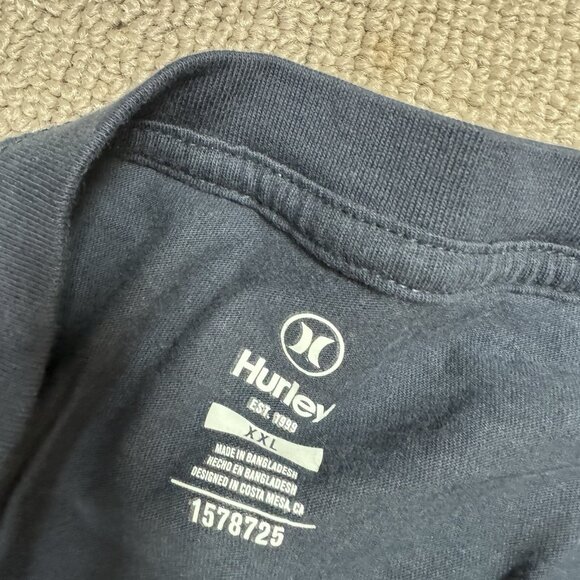 Hurley
EST. 1999
XXL
MADE IN BANGLADESH
HECHO EN BANGLADESH
DESIGNED IN COSTA MESA, CA
1578725